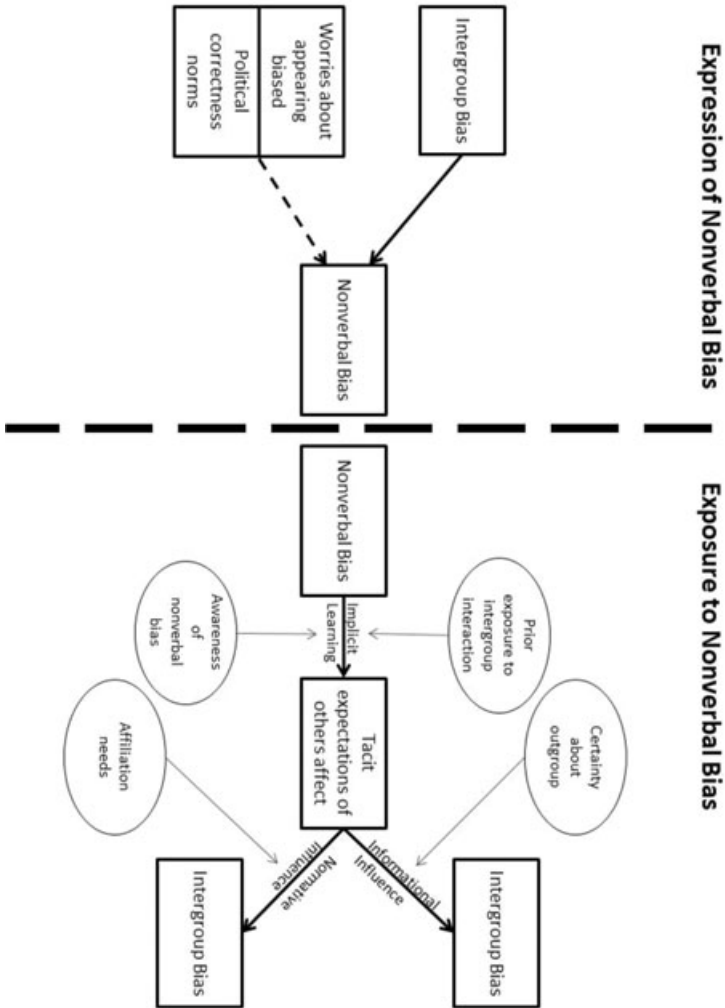 Expression of Nonverbal Bias
Intergroup Bias
Worries about
appearing
biased
Political
correctness
norms
Nonverbal Bias
Exposure to Nonverbal Bias
Nonverbal Bias
Prior
exposure to
intergroup
interaction
Implicit
Learning
Awareness
of
nonverbal
bias
Tacit
expectations of
others affect
Certainty
about
outgroup
Affiliation
needs
Informational
Influence
Normative
Influence
Intergroup Bias
Intergroup Bias